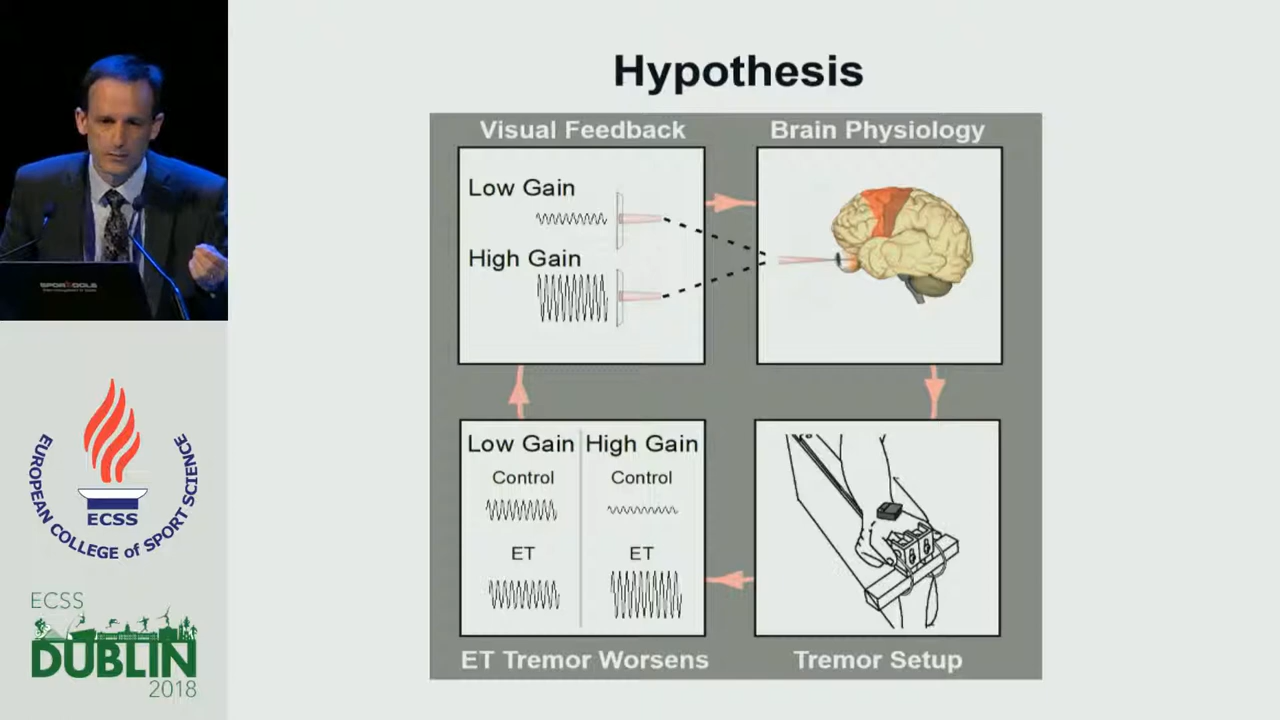 Hypothesis
Visual Feedback
Brain Physiology
Low Gain
High Gain
Low Gain
High Gain
Control
Control
ET
ET
ET Tremor Worsens
Tremor Setup
EUROPEAN COLLEGE of SPORT SCIENCE
ECSS
ECSS
DUBLIN
2018